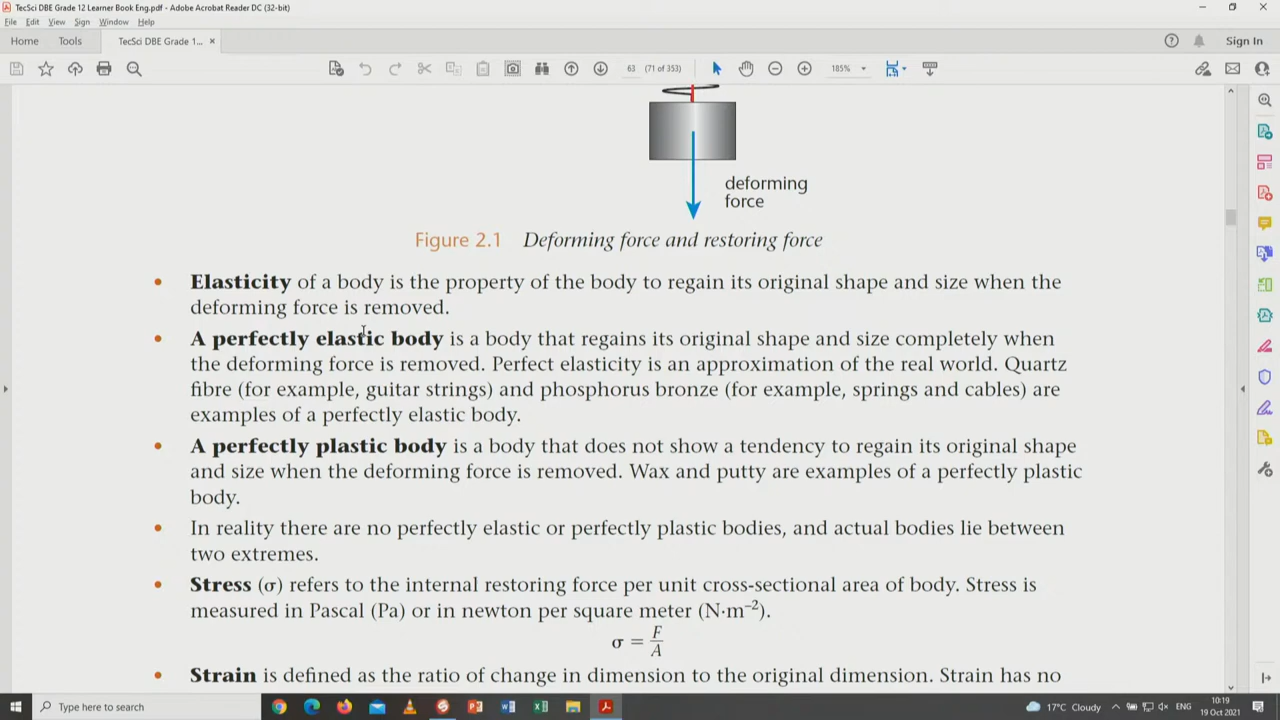 TecSci DBE Grade 12 Learner Book Eng.pdf - Adobe Acrobat Reader DC (32-bit)
File Edit View Sign Window Help
Home Tools TecSci DBE Grade 1... × Sign In
63 (71 of 353) 185%
deforming
force
Figure 2.1 Deforming force and restoring force
• Elasticity of a body is the property of the body to regain its original shape and size when the
deforming force is removed.
• A perfectly elastic body is a body that regains its original shape and size completely when
the deforming force is removed. Perfect elasticity is an approximation of the real world. Quartz
fibre (for example, guitar strings) and phosphorus bronze (for example, springs and cables) are
examples of a perfectly elastic body.
• A perfectly plastic body is a body that does not show a tendency to regain its original shape
and size when the deforming force is removed. Wax and putty are examples of a perfectly plastic
body.
• In reality there are no perfectly elastic or perfectly plastic bodies, and actual bodies lie between
two extremes.
• Stress (σ) refers to the internal restoring force per unit cross-sectional area of body. Stress is
measured in Pascal (Pa) or in newton per square meter (N·m⁻²).
σ = F/A
• Strain is defined as the ratio of change in dimension to the original dimension. Strain has no
Type here to search 17°C Cloudy ENG 10:19
19 Oct 2021